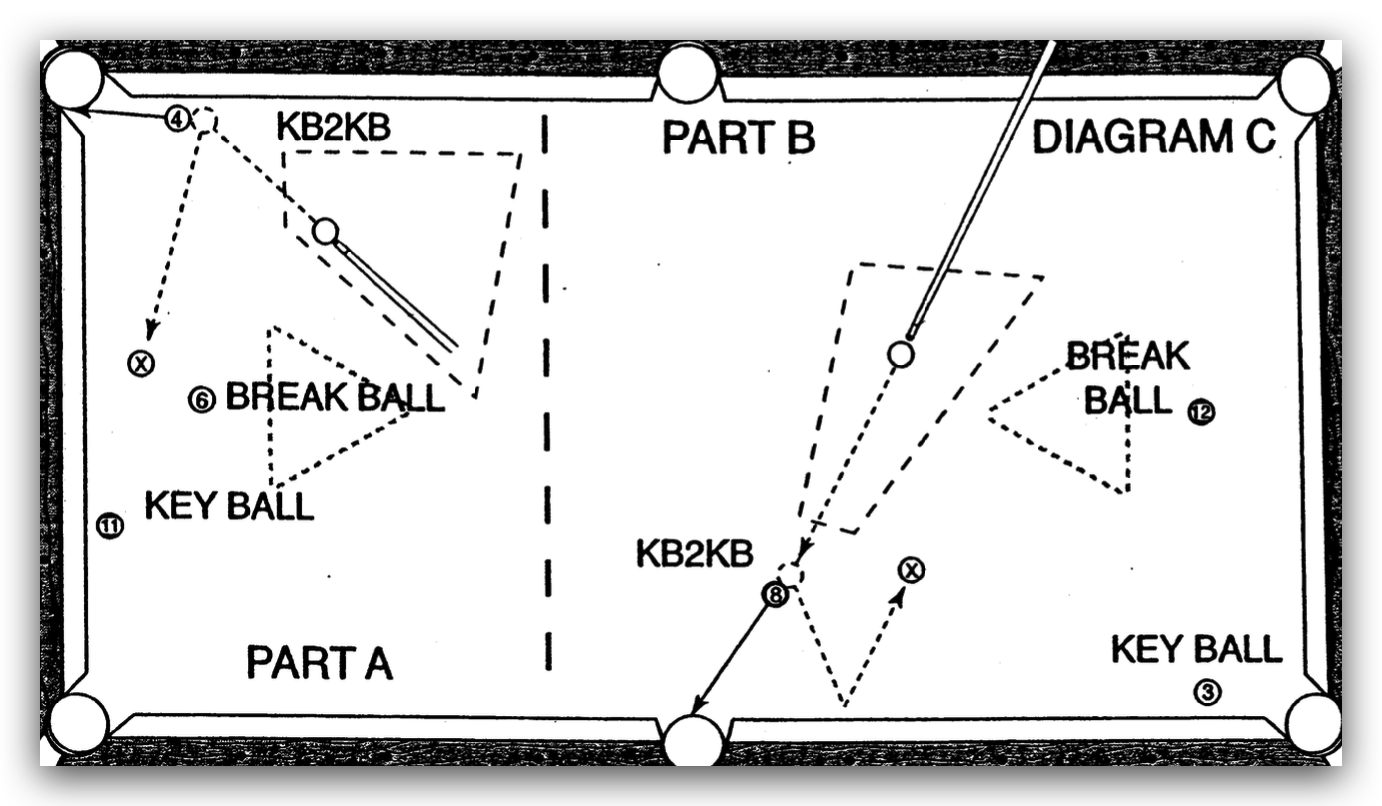 4
KB2KB
PART B
DIAGRAM C
X
6 BREAK BALL
BREAK
BALL 12
11 KEY BALL
KB2KB
X
8
KEY BALL
3
PART A